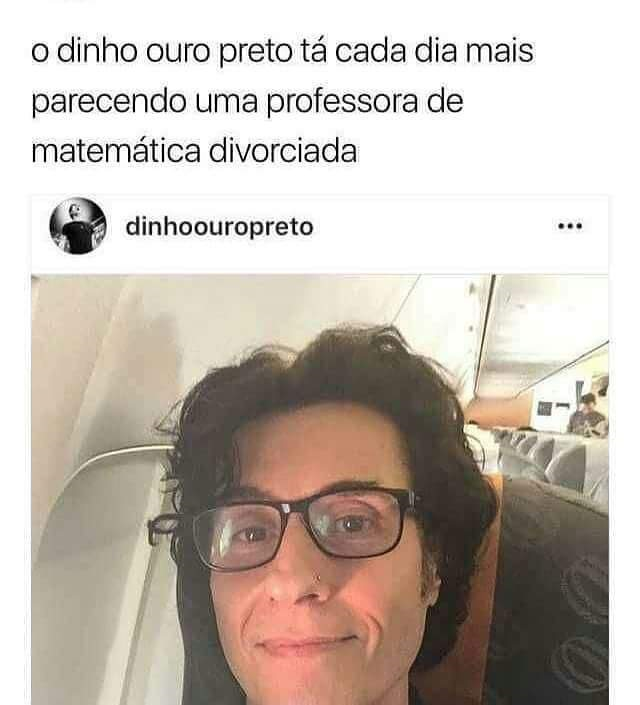 o dinho ouro preto tá cada dia mais
parecendo uma professora de
matemática divorciada
dinhoouropreto